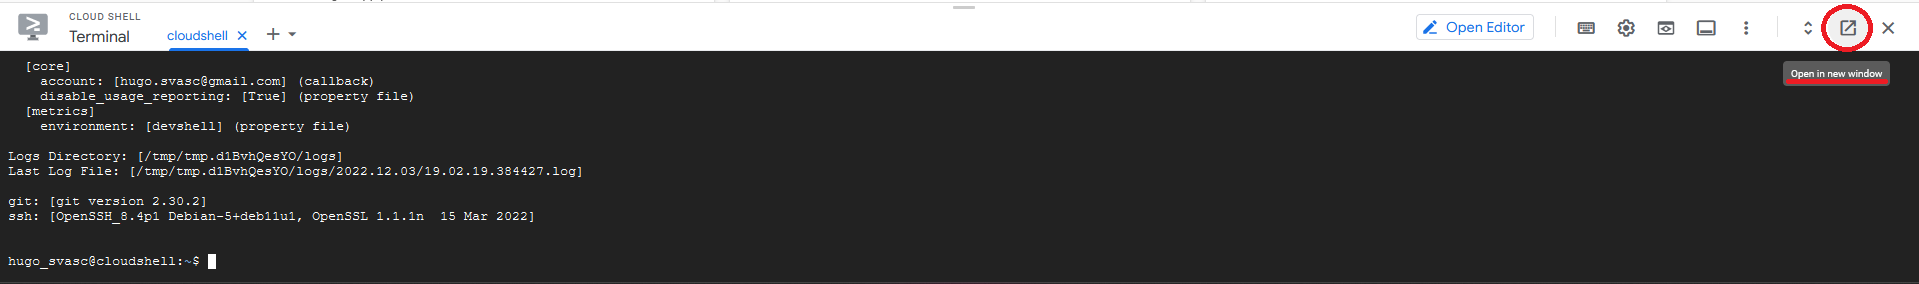 CLOUD SHELL
Terminal
cloudshell
Open Editor
Open in new window
[core]
account: [hugo.svasc@gmail.com] (callback)
disable_usage_reporting: [True] (property file)
[metrics]
environment: [devshell] (property file)
Logs Directory: [/tmp/tmp.d1BvhQesYO/logs]
Last Log File: [/tmp/tmp.d1BvhQesYO/logs/2022.12.03/19.02.19.384427.log]
git: [git version 2.30.2]
ssh: [OpenSSH_8.4p1 Debian-5+deb11u1, OpenSSL 1.1.1n  15 Mar 2022]
hugo_svasc@cloudshell:~$